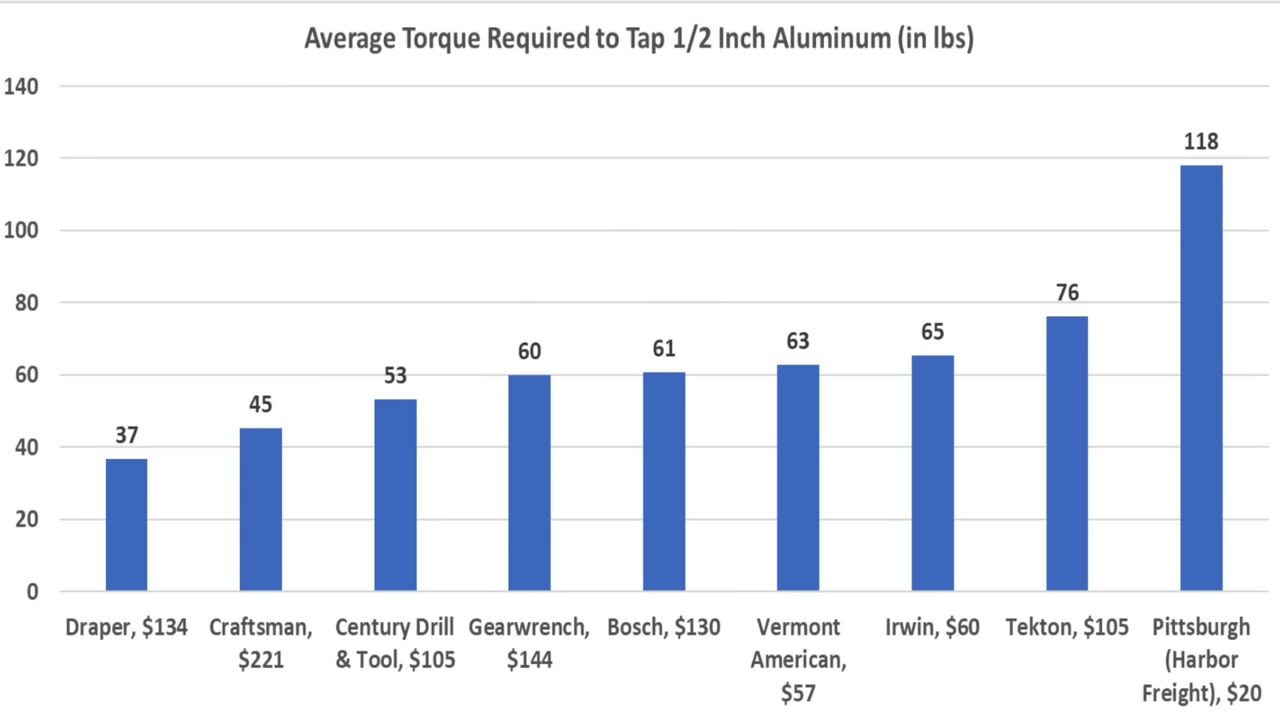 Average Torque Required to Tap 1/2 Inch Aluminum (in lbs)
140
120
100
80
60
40
20
0
37
45
53
60
61
63
65
76
118
Draper, $134
Craftsman,
$221
Century Drill
& Tool, $105
Gearwrench,
$144
Bosch, $130
Vermont
American,
$57
Irwin, $60
Tekton, $105
Pittsburgh
(Harbor
Freight), $20